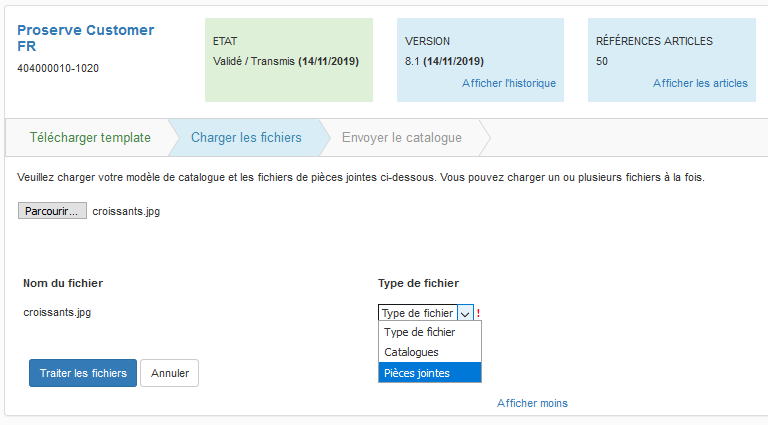 Proserve Customer
FR
404000010-1020
ETAT
Validé / Transmis (14/11/2019)
VERSION
8.1 (14/11/2019)
Afficher l'historique
RÉFÉRENCES ARTICLES
50
Afficher les articles
Télécharger template
Charger les fichiers
Envoyer le catalogue
Veuillez charger votre modèle de catalogue et les fichiers de pièces jointes ci-dessous. Vous pouvez charger un ou plusieurs fichiers à la fois.
Parcourir... croissants.jpg
Nom du fichier Type de fichier
croissants.jpg Type de fichier !
Type de fichier
Catalogues
Pièces jointes
Traiter les fichiers Annuler
Afficher moins